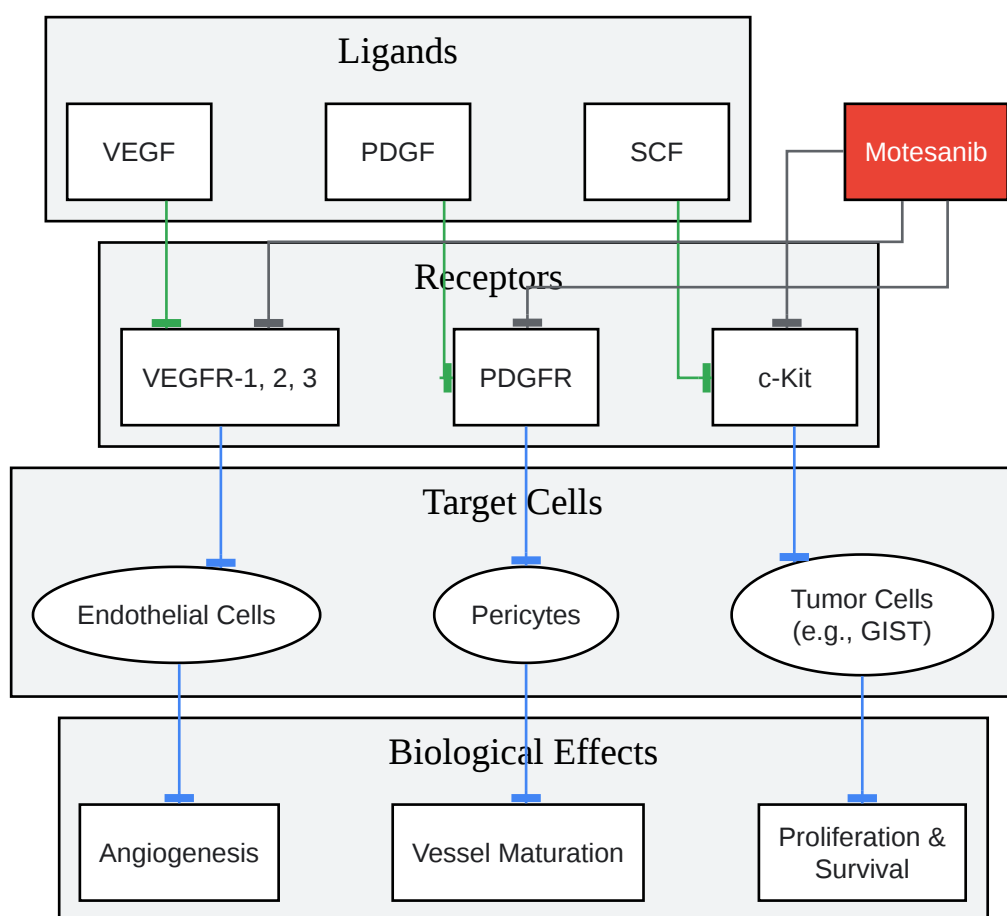 Ligands
VEGF
PDGF
SCF
Motesanib
Receptors
VEGFR-1, 2, 3
PDGFR
c-Kit
Target Cells
Endothelial Cells
Pericytes
Tumor Cells
(e.g., GIST)
Biological Effects
Angiogenesis
Vessel Maturation
Proliferation &
Survival